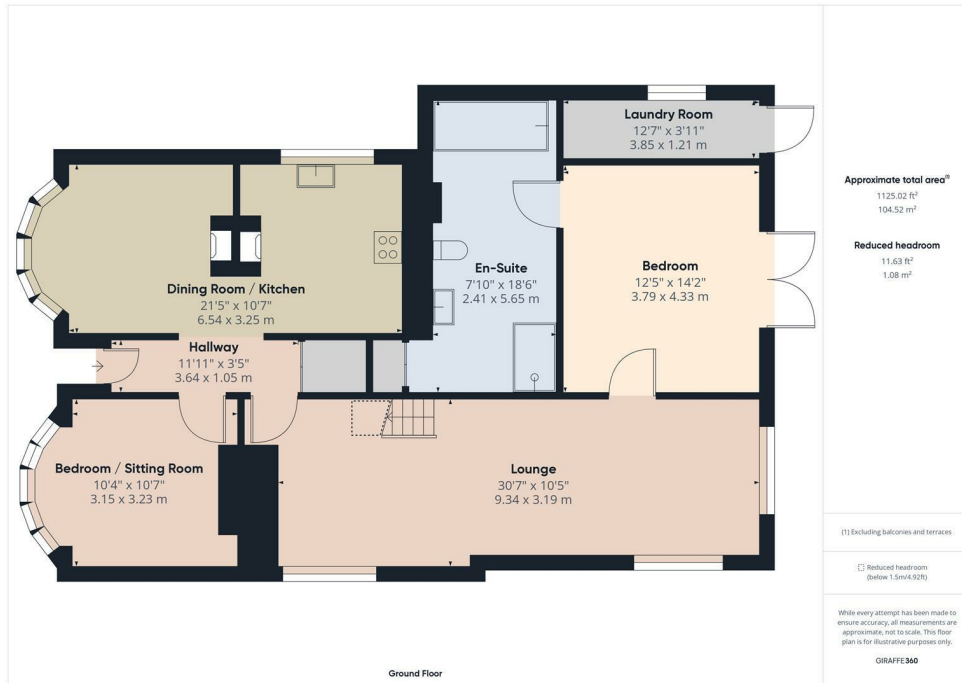 Laundry Room
12'7" x 3'11"
3.85 x 1.21 m
Dining Room / Kitchen
21'5" x 10'7"
6.54 x 3.25 m
En-Suite
7'10" x 18'6"
2.41 x 5.65 m
Bedroom
12'5" x 14'2"
3.79 x 4.33 m
Hallway
11'11" x 3'5"
3.64 x 1.05 m
Bedroom / Sitting Room
10'4" x 10'7"
3.15 x 3.23 m
Lounge
30'7" x 10'5"
9.34 x 3.19 m
Ground Floor
Approximate total area(1)
1125.02 ft²
104.52 m²
Reduced headroom
11.63 ft²
1.08 m²
(1) Excluding balconies and terraces
Reduced headroom
(below 1.5m/4.92ft)
While every attempt has been made to
ensure accuracy, all measurements are
approximate, not to scale. This floor
plan is for illustrative purposes only.
GIRAFFE360